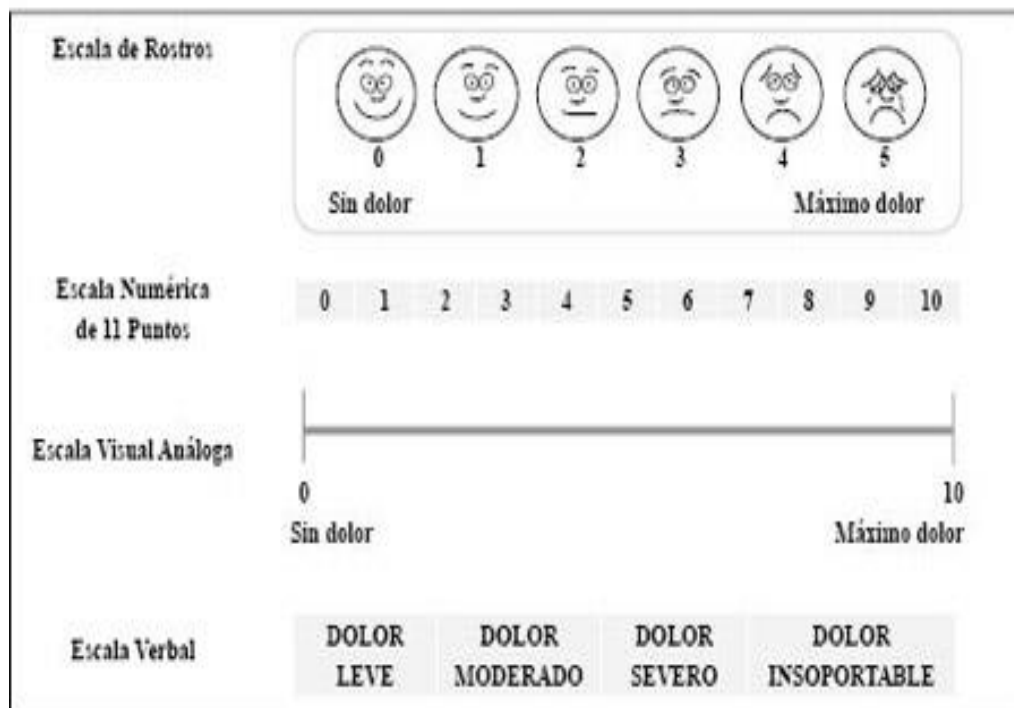 Escala de Rostros
0 1 2 3 4 5
Sin dolor Máximo dolor
Escala Numérica
de 11 Puntos
0 1 2 3 4 5 6 7 8 9 10
Escala Visual Análoga
0 10
Sin dolor Máximo dolor
Escala Verbal
DOLOR LEVE
DOLOR MODERADO
DOLOR SEVERO
DOLOR INSOPORTABLE